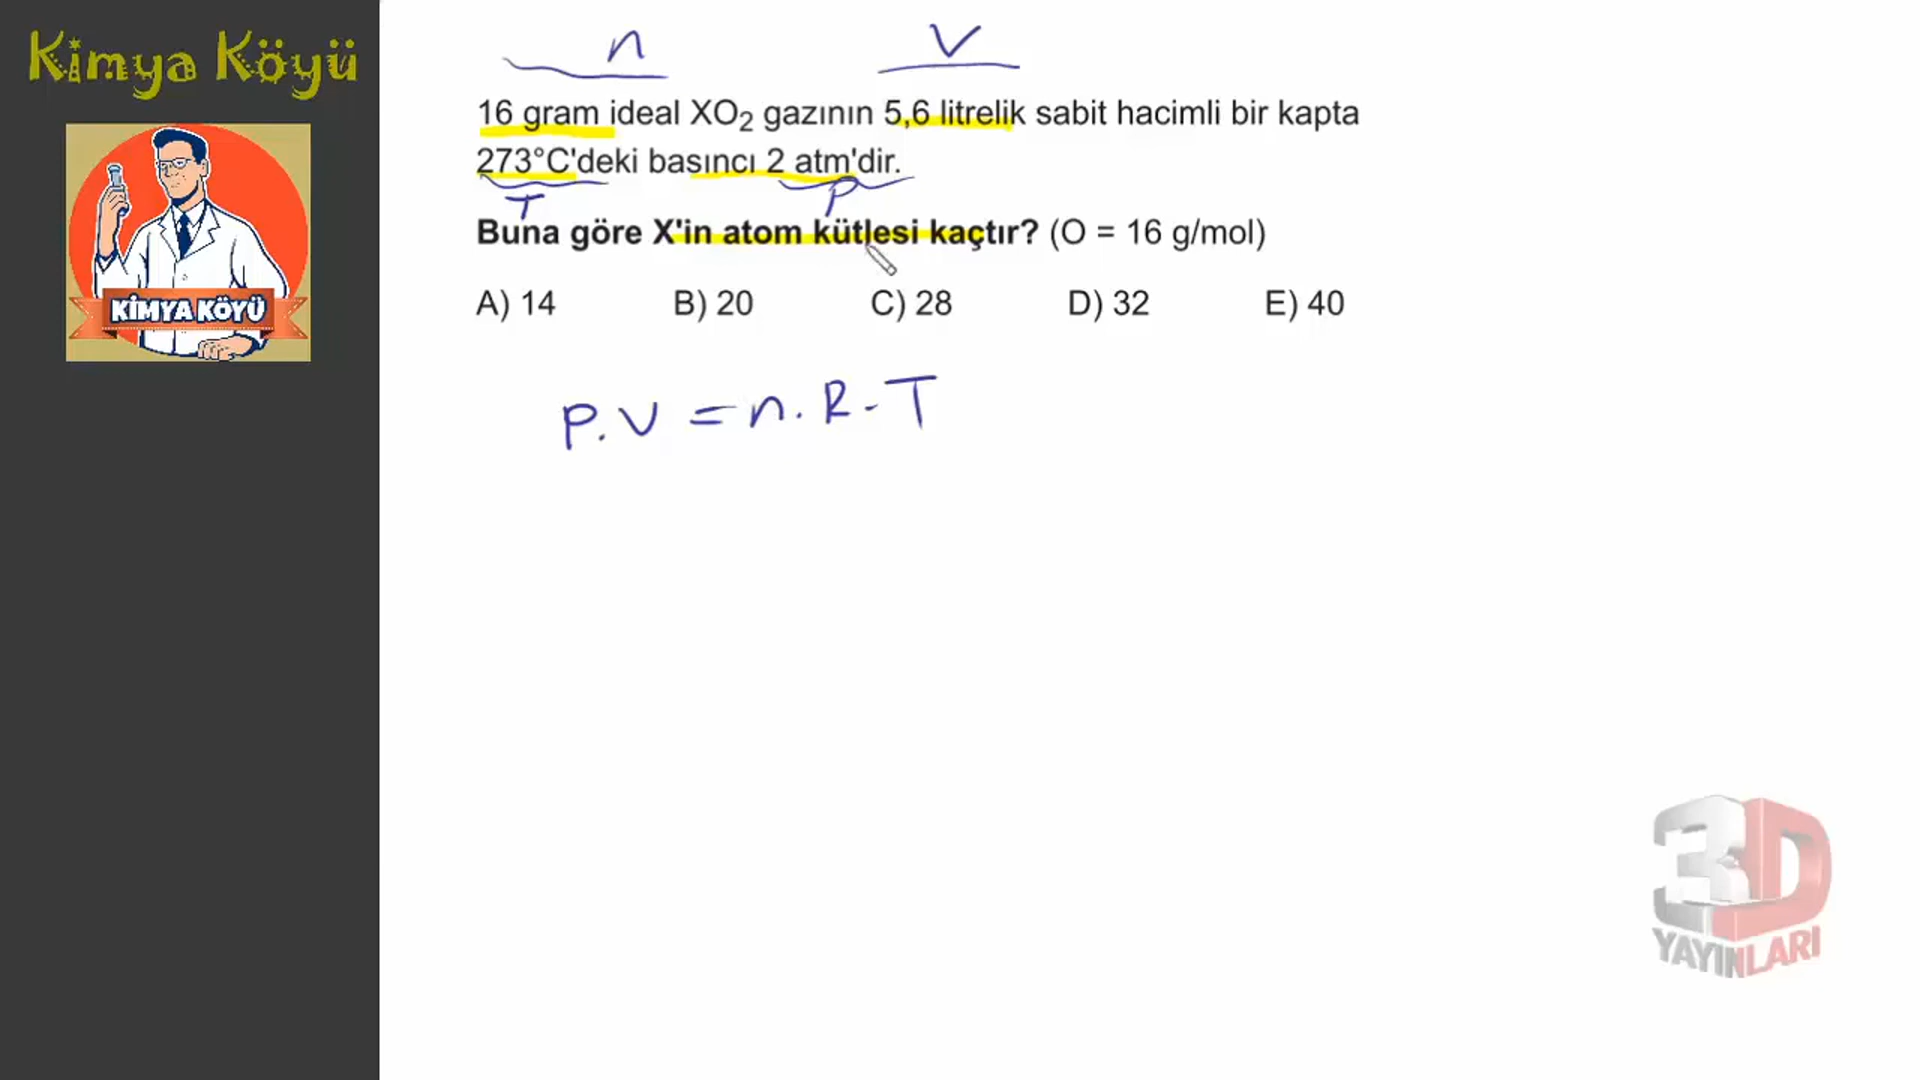 Kimya Köyü
KİMYA KÖYÜ
n
V
16 gram ideal XO₂ gazının 5,6 litrelik sabit hacimli bir kapta
273°C'deki basıncı 2 atm'dir.
T
P
Buna göre X'in atom kütlesi kaçtır? (O = 16 g/mol)
A) 14 B) 20 C) 28 D) 32 E) 40
P.V = n.R.T
3D
YAYINLARI